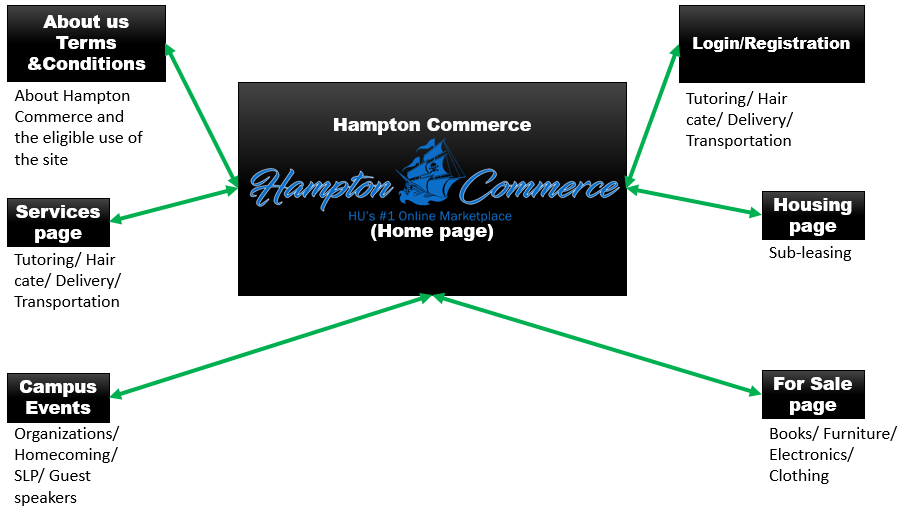 About us
Terms
&Conditions
About Hampton
Commerce and
the eligible use of
the site
Login/Registration
Tutoring/ Hair
cate/ Delivery/
Transportation
Hampton Commerce
Hampton Commerce
HU's #1 Online Marketplace
(Home page)
Services
page
Tutoring/ Hair
cate/ Delivery/
Transportation
Housing
page
Sub-leasing
Campus
Events
Organizations/
Homecoming/
SLP/ Guest
speakers
For Sale
page
Books/ Furniture/
Electronics/
Clothing